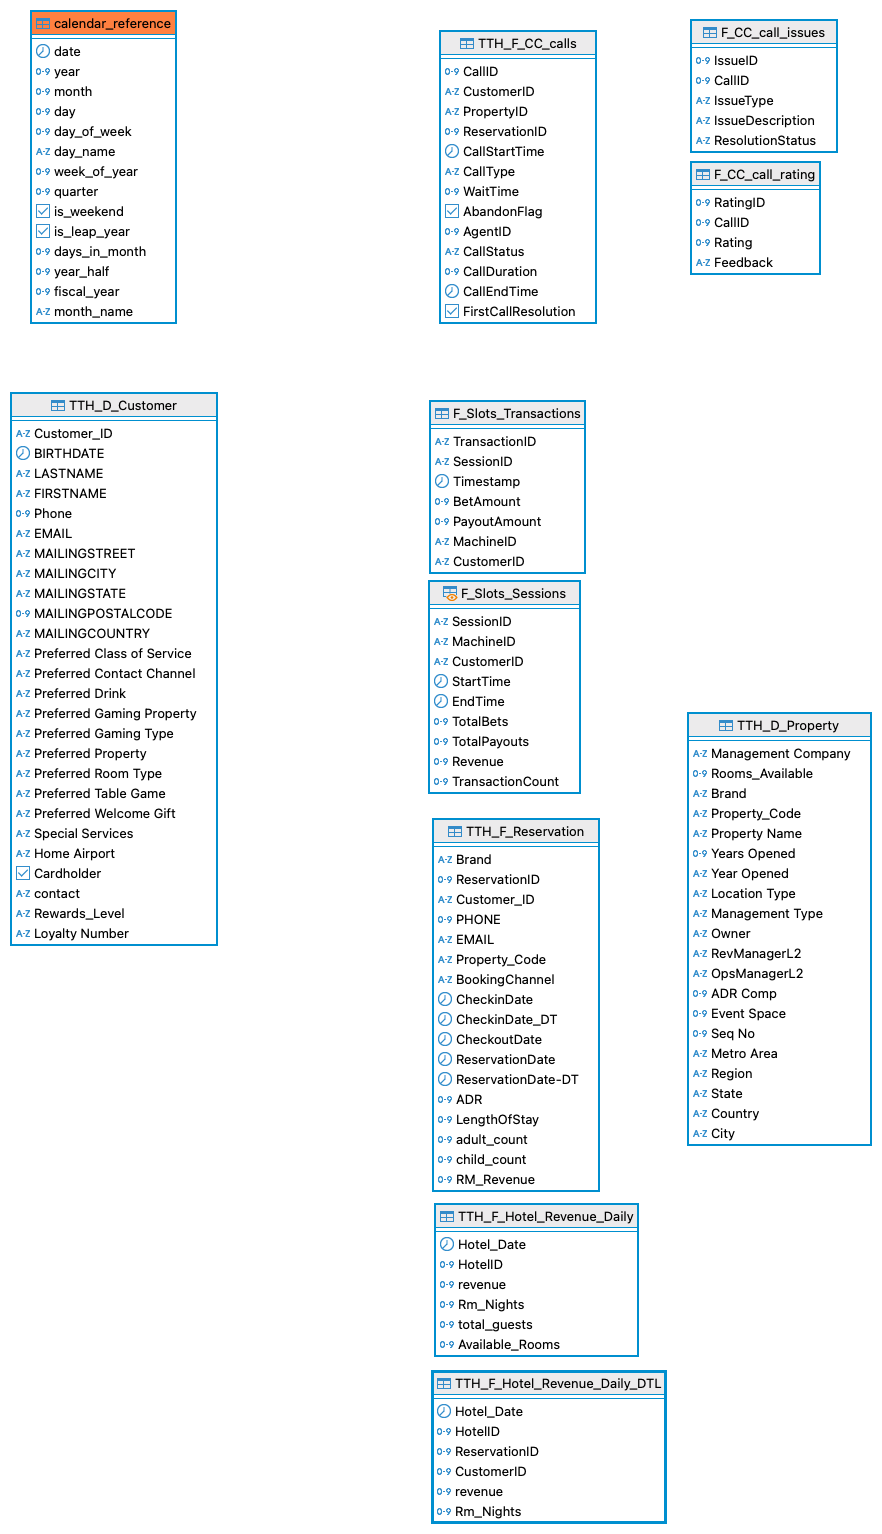 calendar_reference
date
0-9 year
0-9 month
0-9 day
0-9 day_of_week
A-Z day_name
0-9 week_of_year
0-9 quarter
is_weekend
is_leap_year
0-9 days_in_month
0-9 year_half
0-9 fiscal_year
A-Z month_name
TTH_F_CC_calls
0-9 CallID
A-Z CustomerID
A-Z PropertyID
0-9 ReservationID
CallStartTime
A-Z CallType
0-9 WaitTime
AbandonFlag
0-9 AgentID
A-Z CallStatus
0-9 CallDuration
CallEndTime
FirstCallResolution
F_CC_call_issues
0-9 IssueID
0-9 CallID
A-Z IssueType
A-Z IssueDescription
A-Z ResolutionStatus
F_CC_call_rating
0-9 RatingID
0-9 CallID
0-9 Rating
A-Z Feedback
TTH_D_Customer
A-Z Customer_ID
BIRTHDATE
A-Z LASTNAME
A-Z FIRSTNAME
0-9 Phone
A-Z EMAIL
A-Z MAILINGSTREET
A-Z MAILINGCITY
A-Z MAILINGSTATE
0-9 MAILINGPOSTALCODE
A-Z MAILINGCOUNTRY
A-Z Preferred Class of Service
A-Z Preferred Contact Channel
A-Z Preferred Drink
A-Z Preferred Gaming Property
A-Z Preferred Gaming Type
A-Z Preferred Property
A-Z Preferred Room Type
A-Z Preferred Table Game
A-Z Preferred Welcome Gift
A-Z Special Services
A-Z Home Airport
Cardholder
A-Z contact
A-Z Rewards_Level
A-Z Loyalty Number
F_Slots_Transactions
A-Z TransactionID
A-Z SessionID
Timestamp
0-9 BetAmount
0-9 PayoutAmount
A-Z MachineID
A-Z CustomerID
F_Slots_Sessions
A-Z SessionID
A-Z MachineID
A-Z CustomerID
StartTime
EndTime
0-9 TotalBets
0-9 TotalPayouts
0-9 Revenue
0-9 TransactionCount
TTH_D_Property
A-Z Management Company
0-9 Rooms_Available
A-Z Brand
A-Z Property_Code
A-Z Property Name
0-9 Years Opened
A-Z Year Opened
A-Z Location Type
A-Z Management Type
A-Z Owner
A-Z RevManagerL2
A-Z OpsManagerL2
0-9 ADR Comp
0-9 Event Space
0-9 Seq No
A-Z Metro Area
A-Z Region
A-Z State
A-Z Country
A-Z City
TTH_F_Reservation
A-Z Brand
0-9 ReservationID
A-Z Customer_ID
0-9 PHONE
A-Z EMAIL
A-Z Property_Code
A-Z BookingChannel
CheckinDate
CheckinDate_DT
CheckoutDate
ReservationDate
ReservationDate-DT
0-9 ADR
0-9 LengthOfStay
0-9 adult_count
0-9 child_count
0-9 RM_Revenue
TTH_F_Hotel_Revenue_Daily
Hotel_Date
0-9 HotelID
0-9 revenue
0-9 Rm_Nights
0-9 total_guests
0-9 Available_Rooms
TTH_F_Hotel_Revenue_Daily_DTL
Hotel_Date
0-9 HotelID
0-9 ReservationID
0-9 CustomerID
0-9 revenue
0-9 Rm_Nights